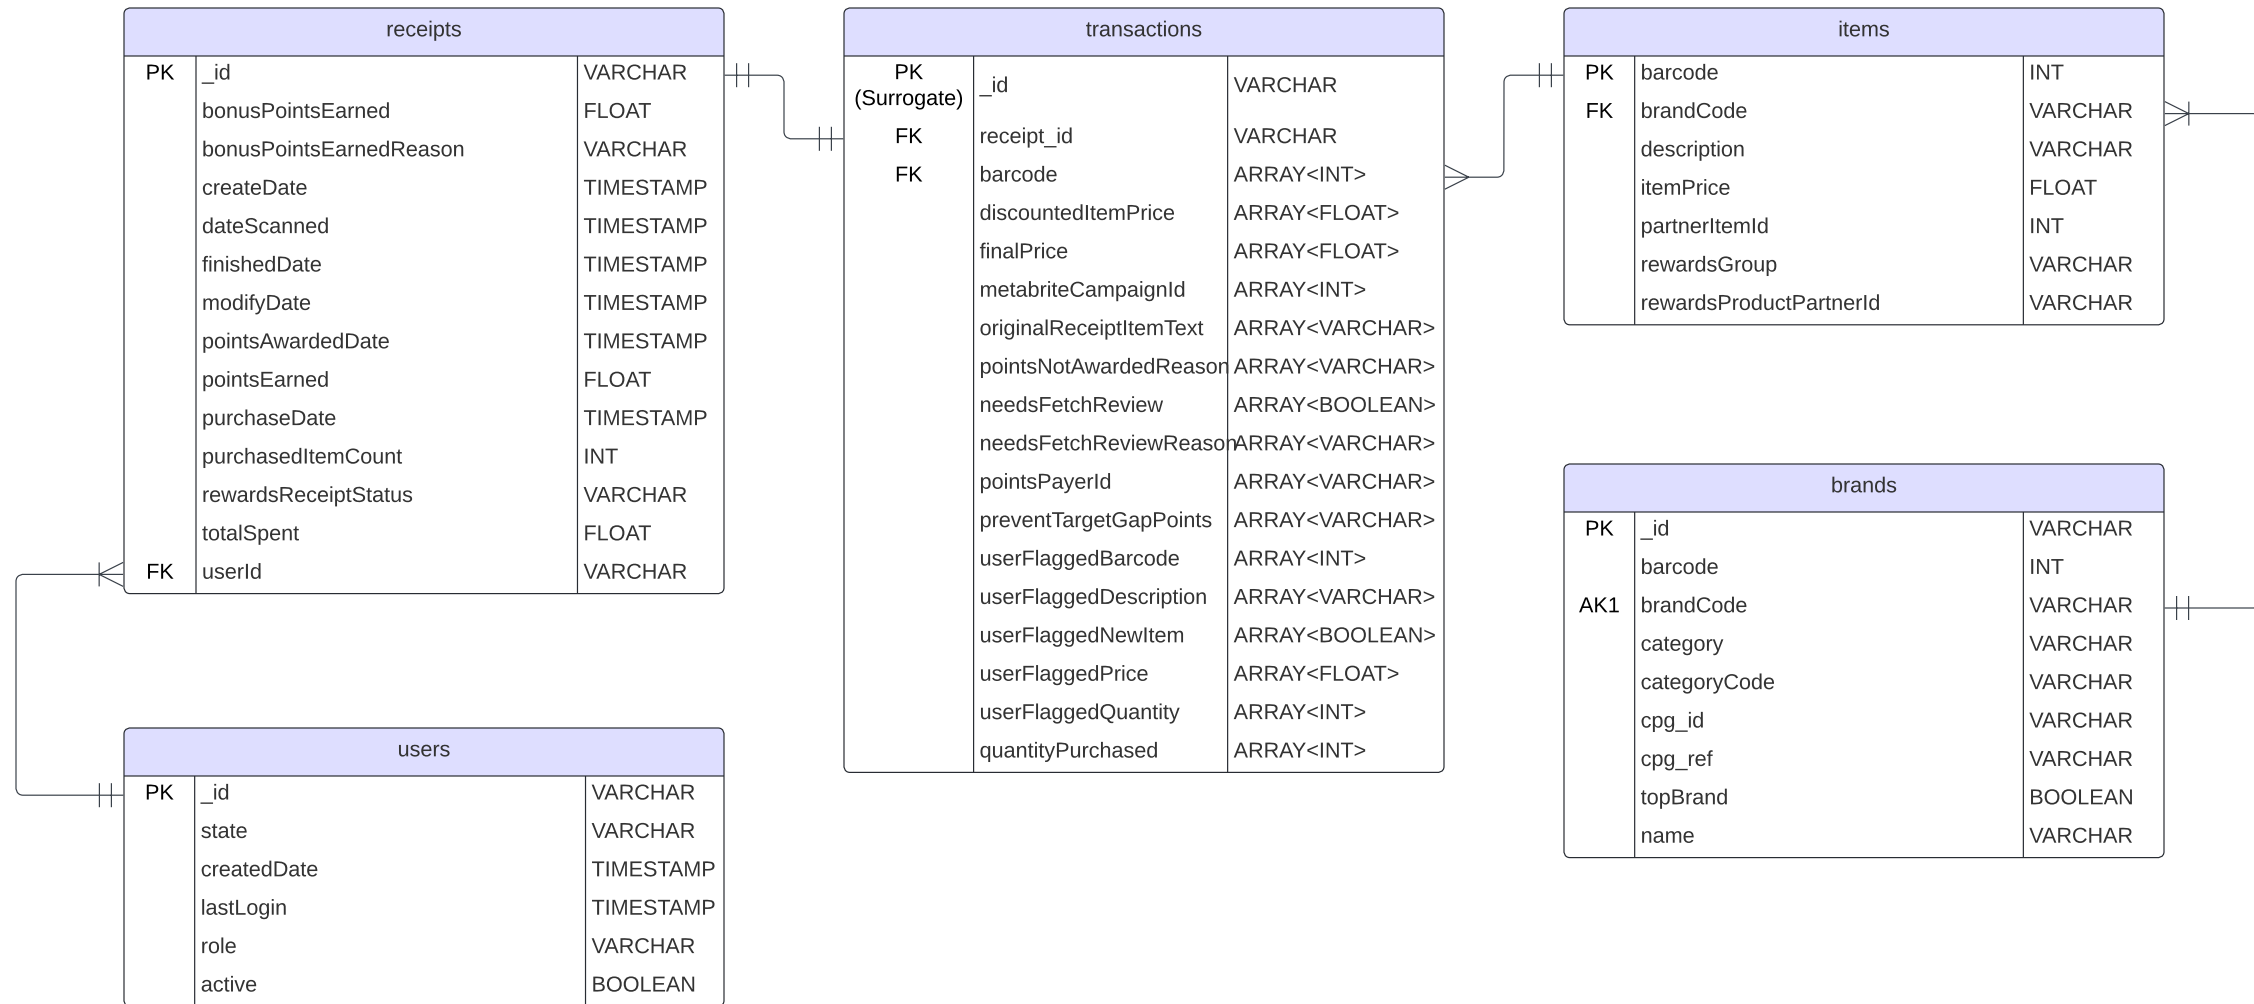 receipts
PK _id VARCHAR
bonusPointsEarned FLOAT
bonusPointsEarnedReason VARCHAR
createDate TIMESTAMP
dateScanned TIMESTAMP
finishedDate TIMESTAMP
modifyDate TIMESTAMP
pointsAwardedDate TIMESTAMP
pointsEarned FLOAT
purchaseDate TIMESTAMP
purchasedItemCount INT
rewardsReceiptStatus VARCHAR
totalSpent FLOAT
FK userId VARCHAR
users
PK _id VARCHAR
state VARCHAR
createdDate TIMESTAMP
lastLogin TIMESTAMP
role VARCHAR
active BOOLEAN
transactions
PK
(Surrogate) _id VARCHAR
FK receipt_id VARCHAR
FK barcode ARRAY<INT>
discountedItemPrice ARRAY<FLOAT>
finalPrice ARRAY<FLOAT>
metabriteCampaignId ARRAY<INT>
originalReceiptItemText ARRAY<VARCHAR>
pointsNotAwardedReason ARRAY<VARCHAR>
needsFetchReview ARRAY<BOOLEAN>
needsFetchReviewReason ARRAY<VARCHAR>
pointsPayerId ARRAY<VARCHAR>
preventTargetGapPoints ARRAY<VARCHAR>
userFlaggedBarcode ARRAY<INT>
userFlaggedDescription ARRAY<VARCHAR>
userFlaggedNewItem ARRAY<BOOLEAN>
userFlaggedPrice ARRAY<FLOAT>
userFlaggedQuantity ARRAY<INT>
quantityPurchased ARRAY<INT>
items
PK barcode INT
FK brandCode VARCHAR
description VARCHAR
itemPrice FLOAT
partnerItemId INT
rewardsGroup VARCHAR
rewardsProductPartnerId VARCHAR
brands
PK _id VARCHAR
barcode INT
AK1 brandCode VARCHAR
category VARCHAR
categoryCode VARCHAR
cpg_id VARCHAR
cpg_ref VARCHAR
topBrand BOOLEAN
name VARCHAR